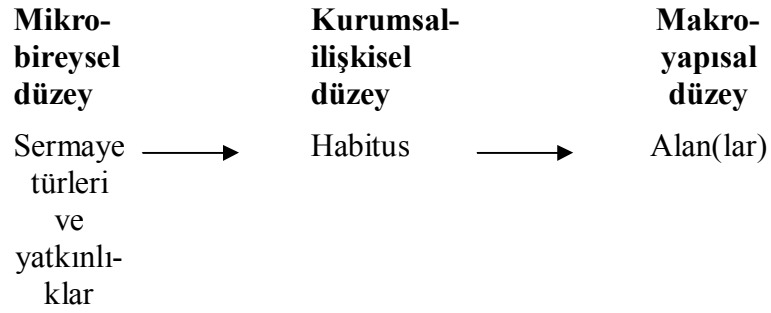 Mikro-
bireysel
düzey
Kurumsal-
ilişkisel
düzey
Makro-
yapısal
düzey
Sermaye
türleri
ve
yatkınlı-
klar
Habitus
Alan(lar)